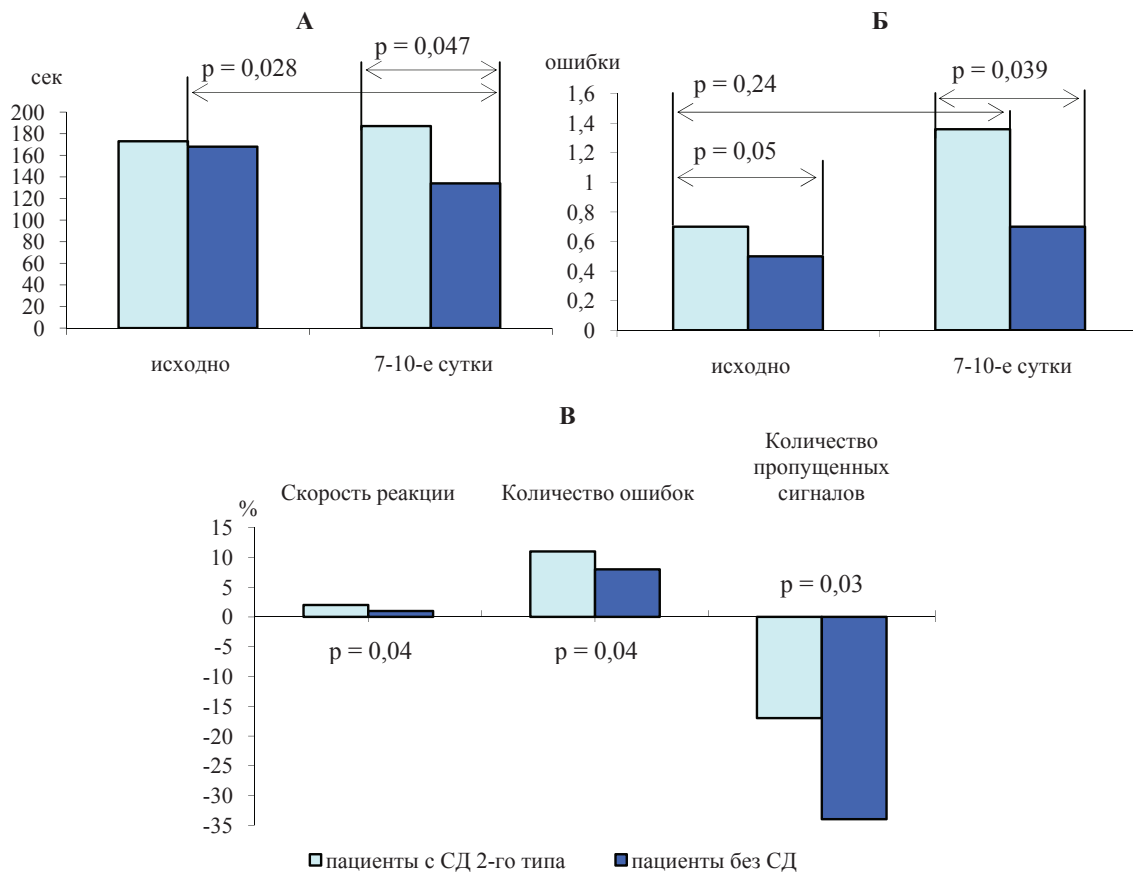 А
p = 0,047
сек
p = 0,028
200
180
160
140
120
100
80
60
40
20
0
исходно
7-10-е сутки
Б
ошибки
p = 0,039
p = 0,24
1,6
1,4
p = 0,05
1,2
1
0,8
0,6
0,4
0,2
0
исходно
7-10-е сутки
В
Количество
пропущенных
сигналов
Скорость реакции
Количество ошибок
%
15
10
5
0
-5
-10
-15
-20
-25
-30
-35
p = 0,04
p = 0,04
p = 0,03
пациенты с СД 2-го типа
пациенты без СД